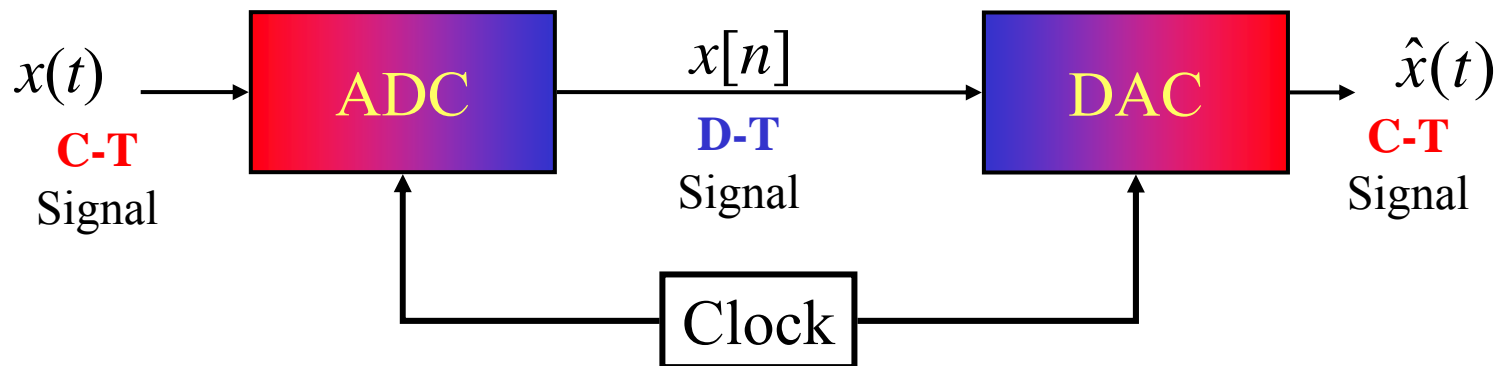 x(t)
C-T
Signal
ADC
x[n]
D-T
Signal
DAC
x̂(t)
C-T
Signal
Clock